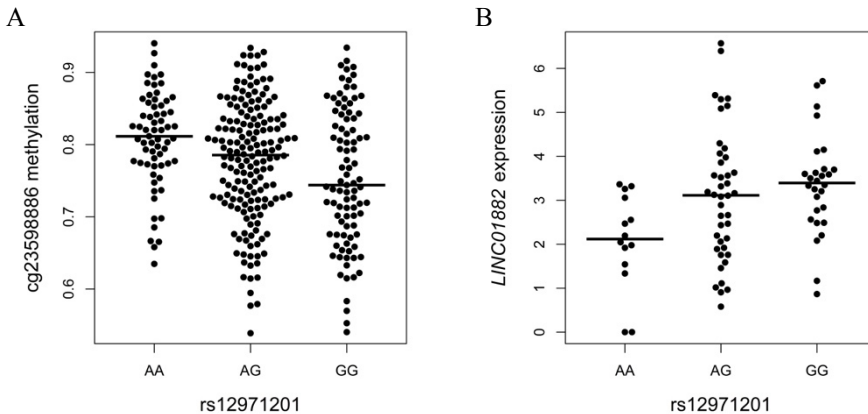 A
cg23598886 methylation
0.9
0.8
0.7
0.6
AA
AG
GG
rs12971201
B
LINC01882 expression
6
5
4
3
2
1
0
AA
AG
GG
rs12971201